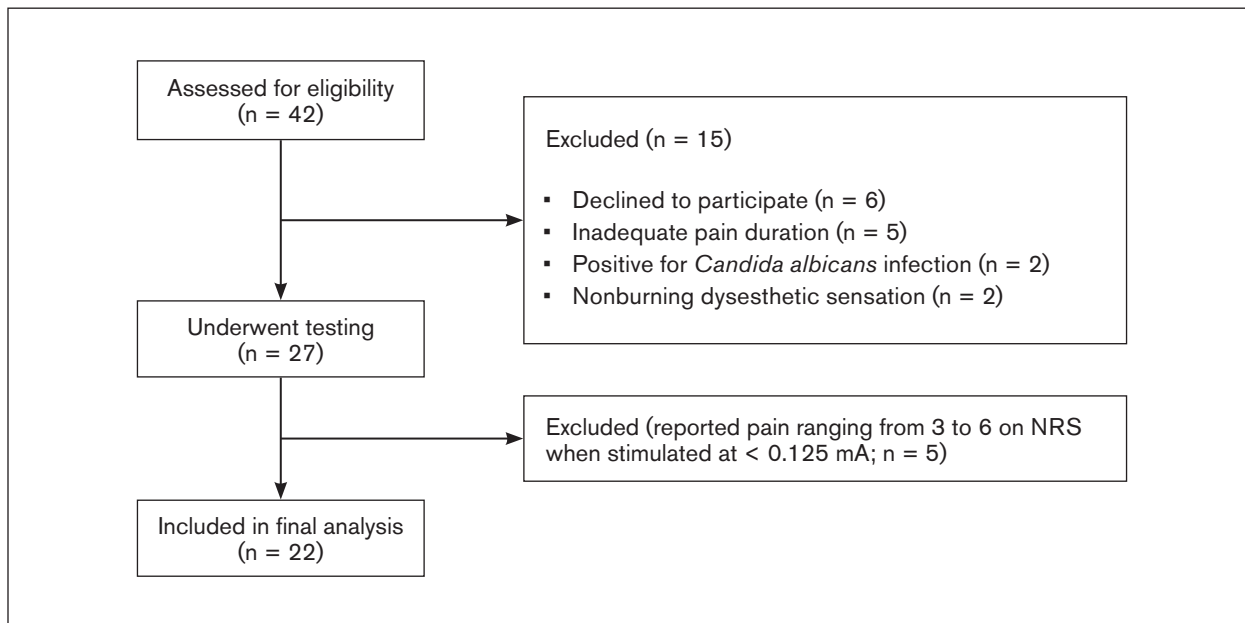 Assessed for eligibility
(n = 42)
Excluded (n = 15)
▪ Declined to participate (n = 6)
▪ Inadequate pain duration (n = 5)
▪ Positive for Candida albicans infection (n = 2)
▪ Nonburning dysesthetic sensation (n = 2)
Underwent testing
(n = 27)
Excluded (reported pain ranging from 3 to 6 on NRS
when stimulated at < 0.125 mA; n = 5)
Included in final analysis
(n = 22)